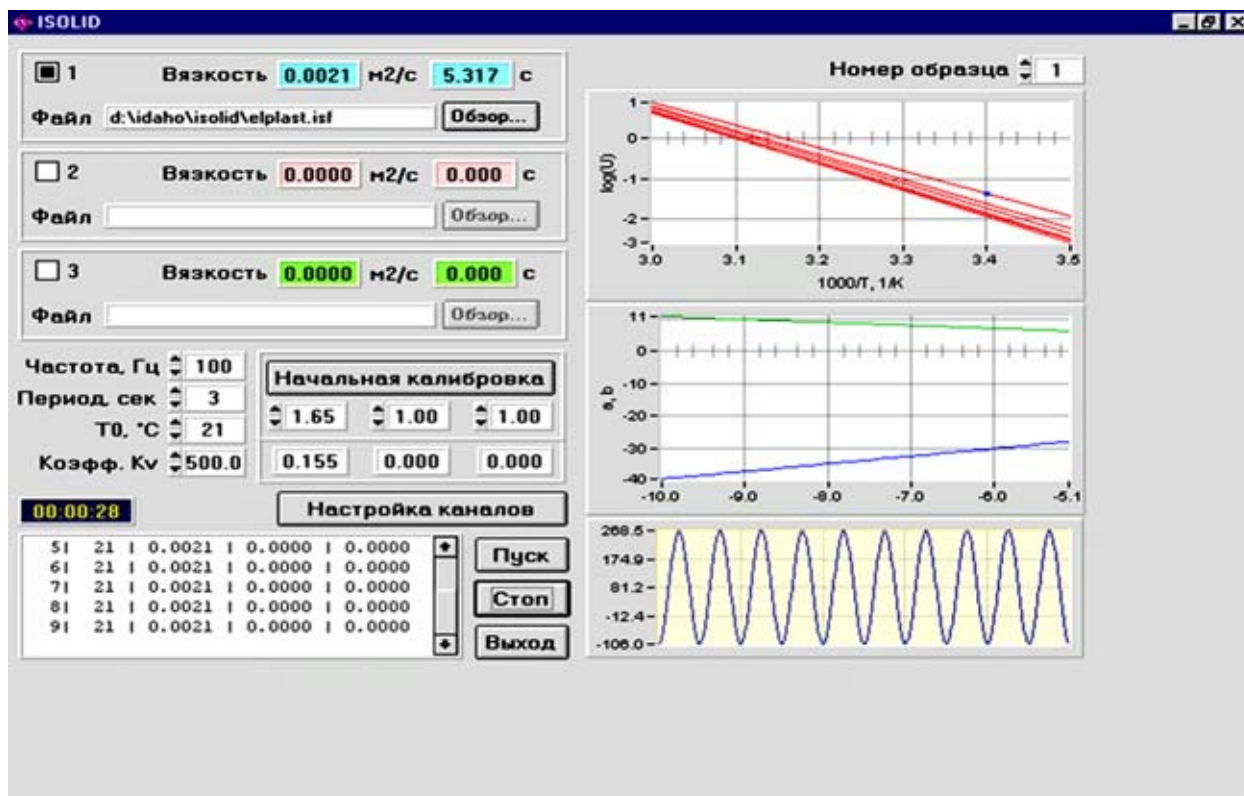 ISOLID
1 Вязкость 0.0021 м2/с 5.317 с
Файл d:\idaho\isolid\elplast.isf Обзор...
2 Вязкость 0.0000 м2/с 0.000 с
Файл Обзор...
3 Вязкость 0.0000 м2/с 0.000 с
Файл Обзор...
Частота, Гц 100
Период, сек 3
T0, °C 21
Коэфф. Kv 500.0
Начальная калибровка
1.65 1.00 1.00
0.155 0.000 0.000
00:00:28
Настройка каналов
5| 21 | 0.0021 | 0.0000 | 0.0000
6| 21 | 0.0021 | 0.0000 | 0.0000
7| 21 | 0.0021 | 0.0000 | 0.0000
8| 21 | 0.0021 | 0.0000 | 0.0000
9| 21 | 0.0021 | 0.0000 | 0.0000
Пуск
Стоп
Выход
Номер образца 1
log(U)
1
0
-1
-2
-3
3.0 3.1 3.2 3.3 3.4 3.5
1000/T, 1/K
a, b
11
0
-10
-20
-30
-40
-10.0 -9.0 -8.0 -7.0 -6.0 -5.1
268.5
174.9
81.2
-12.4
-106.0